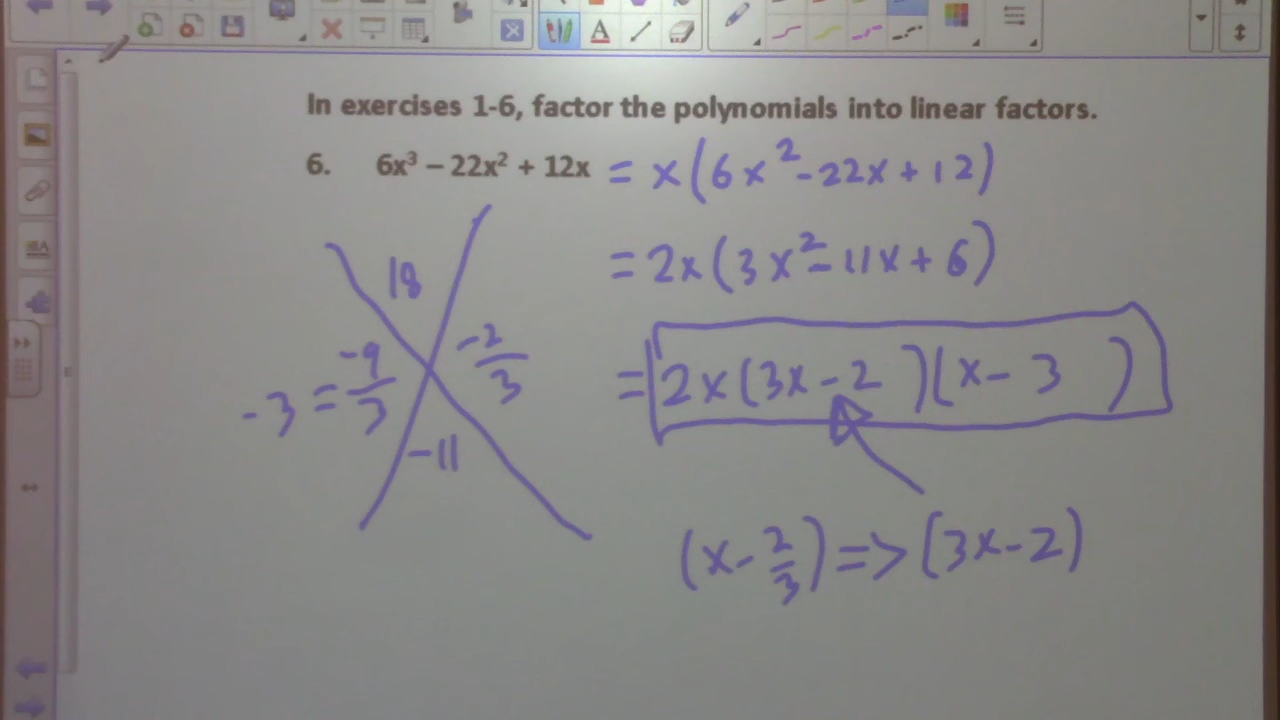 In exercises 1-6, factor the polynomials into linear factors.
6. 6x³ – 22x² + 12x = x(6x²-22x+12)
= 2x(3x²-11x+6)
18
-9/3
-2/3
-3 =
-11
= 2x(3x-2)(x-3)
(x-2/3) => (3x-2)